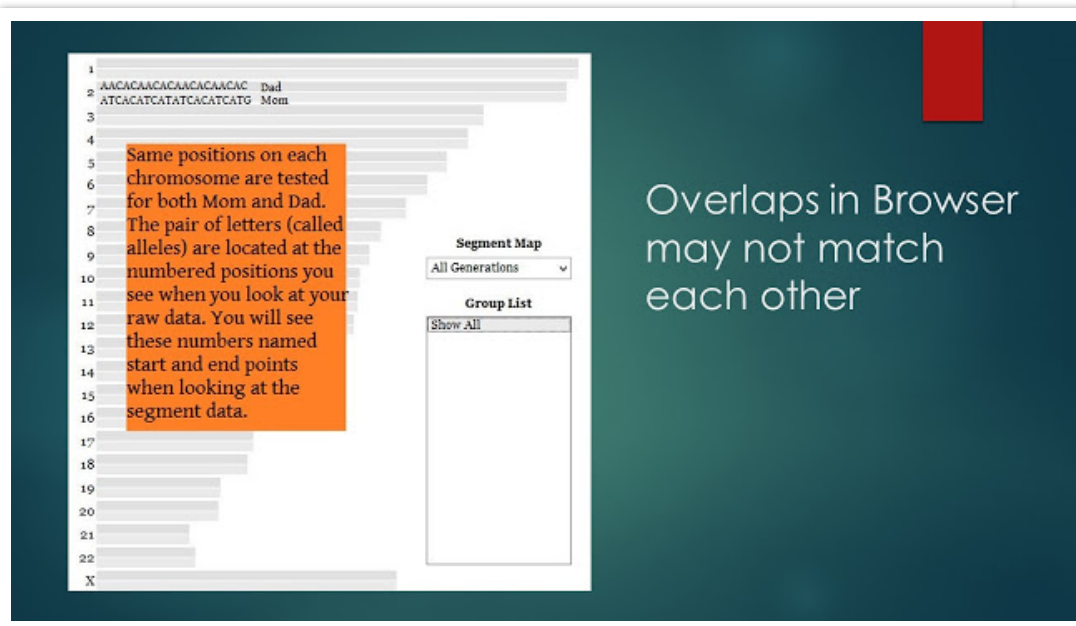 1
AACACAACACAACACAACAC Dad
2
ATCACATCATATCACATCATG Mom
3
4
5
6
7
8
9
10
11
12
13
14
15
16
17
18
19
20
21
22
X
Same positions on each
chromosome are tested
for both Mom and Dad.
The pair of letters (called
alleles) are located at the
numbered positions you
see when you look at your
raw data. You will see
these numbers named
start and end points
when looking at the
segment data.
Segment Map
All Generations
Group List
Show All
Overlaps in Browser
may not match
each other